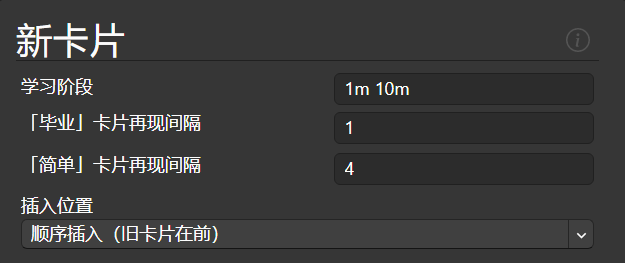 新卡片
学习阶段
1m 10m
「毕业」卡片再现间隔
1
「简单」卡片再现间隔
4
插入位置
顺序插入（旧卡片在前）